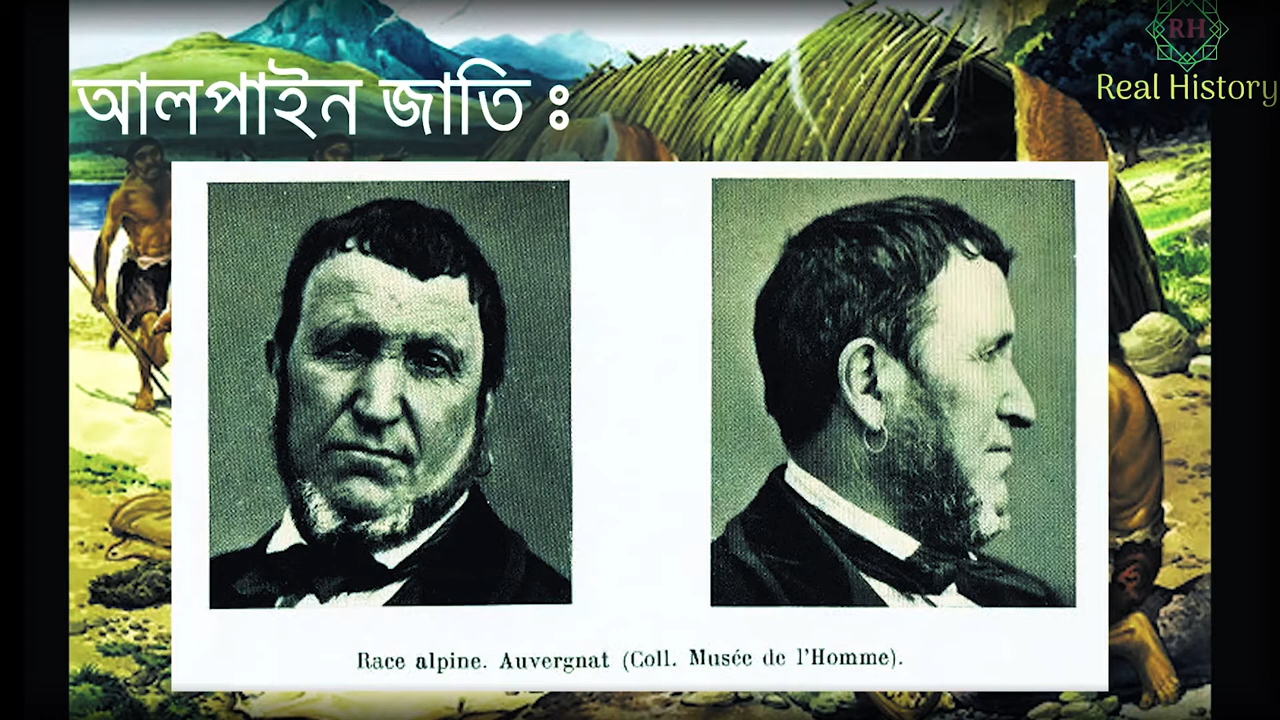 RH
Real History
আলপাইন জাতি ঃ
Race alpine. Auvergnat (Coll. Musée de l'Homme).